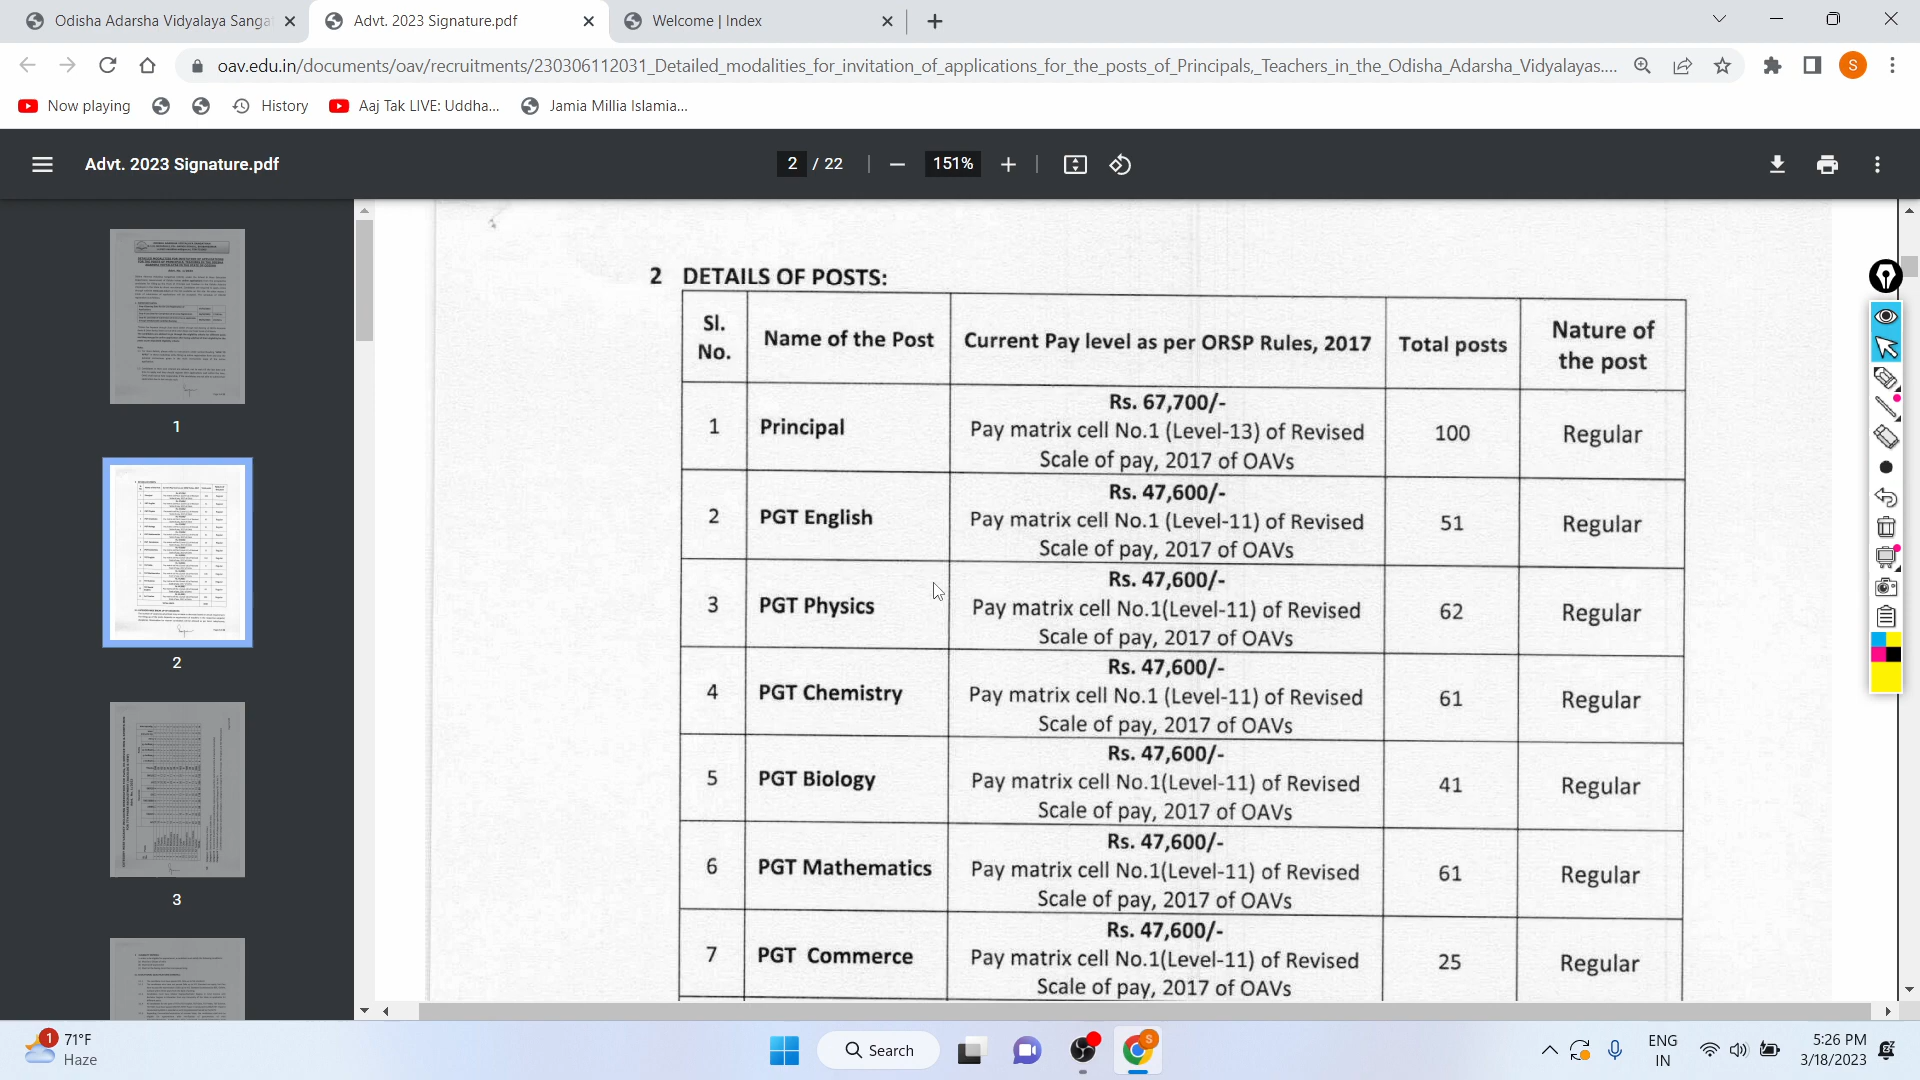 Odisha Adarsha Vidyalaya Sanga
Advt. 2023 Signature.pdf
Welcome | Index
oav.edu.in/documents/oav/recruitments/230306112031_Detailed_modalities_for_invitation_of_applications_for_the_posts_of_Principals,_Teachers_in_the_Odisha_Adarsha_Vidyalayas....
S
Now playing
History
Aaj Tak LIVE: Uddha...
Jamia Millia Islamia...
Advt. 2023 Signature.pdf
2 / 22
151%
1
2
3
2 DETAILS OF POSTS:
Sl. No. Name of the Post Current Pay level as per ORSP Rules, 2017 Total posts Nature of the post
1 Principal Rs. 67,700/- Pay matrix cell No.1 (Level-13) of Revised Scale of pay, 2017 of OAVs 100 Regular
2 PGT English Rs. 47,600/- Pay matrix cell No.1 (Level-11) of Revised Scale of pay, 2017 of OAVs 51 Regular
3 PGT Physics Rs. 47,600/- Pay matrix cell No.1(Level-11) of Revised Scale of pay, 2017 of OAVs 62 Regular
4 PGT Chemistry Rs. 47,600/- Pay matrix cell No.1 (Level-11) of Revised Scale of pay, 2017 of OAVs 61 Regular
5 PGT Biology Rs. 47,600/- Pay matrix cell No.1(Level-11) of Revised Scale of pay, 2017 of OAVs 41 Regular
6 PGT Mathematics Rs. 47,600/- Pay matrix cell No.1(Level-11) of Revised Scale of pay, 2017 of OAVs 61 Regular
7 PGT Commerce Rs. 47,600/- Pay matrix cell No.1(Level-11) of Revised Scale of pay, 2017 of OAVs 25 Regular
1
71°F
Haze
Search
S
ENG
IN
5:26 PM
3/18/2023